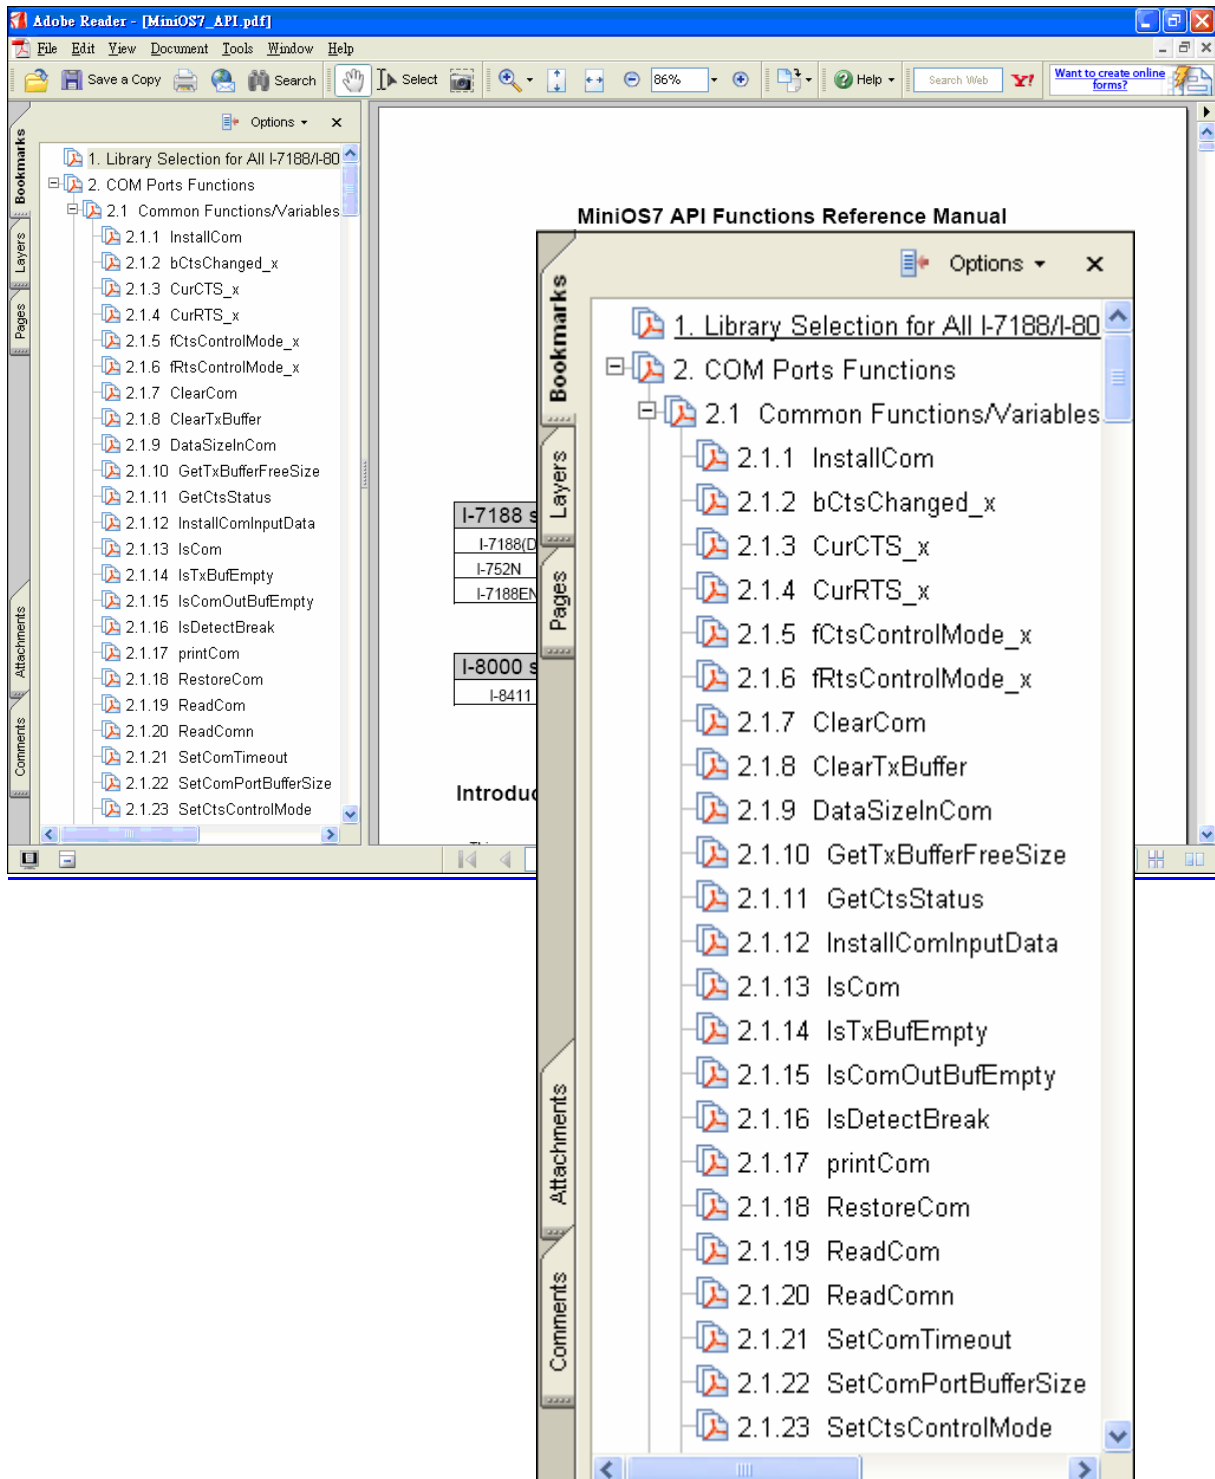 Adobe Reader - [MiniOS7_API.pdf]
File Edit View Document Tools Window Help
Save a Copy Search Select 86% Help Search Web Y! Want to create online forms?
Options
Bookmarks
Layers
Pages
Attachments
Comments
1. Library Selection for All I-7188/I-80
2. COM Ports Functions
2.1 Common Functions/Variables
2.1.1 InstallCom
2.1.2 bCtsChanged_x
2.1.3 CurCTS_x
2.1.4 CurRTS_x
2.1.5 fCtsControlMode_x
2.1.6 fRtsControlMode_x
2.1.7 ClearCom
2.1.8 ClearTxBuffer
2.1.9 DataSizeInCom
2.1.10 GetTxBufferFreeSize
2.1.11 GetCtsStatus
2.1.12 InstallComInputData
2.1.13 IsCom
2.1.14 IsTxBufEmpty
2.1.15 IsComOutBufEmpty
2.1.16 IsDetectBreak
2.1.17 printCom
2.1.18 RestoreCom
2.1.19 ReadCom
2.1.20 ReadComn
2.1.21 SetComTimeout
2.1.22 SetComPortBufferSize
2.1.23 SetCtsControlMode
MiniOS7 API Functions Reference Manual
I-7188 s
I-7188(D
I-752N
I-7188EN
I-8000 s
I-8411
Introduc
Options
Bookmarks
Layers
Pages
Attachments
Comments
1. Library Selection for All I-7188/I-80
2. COM Ports Functions
2.1 Common Functions/Variables
2.1.1 InstallCom
2.1.2 bCtsChanged_x
2.1.3 CurCTS_x
2.1.4 CurRTS_x
2.1.5 fCtsControlMode_x
2.1.6 fRtsControlMode_x
2.1.7 ClearCom
2.1.8 ClearTxBuffer
2.1.9 DataSizeInCom
2.1.10 GetTxBufferFreeSize
2.1.11 GetCtsStatus
2.1.12 InstallComInputData
2.1.13 IsCom
2.1.14 IsTxBufEmpty
2.1.15 IsComOutBufEmpty
2.1.16 IsDetectBreak
2.1.17 printCom
2.1.18 RestoreCom
2.1.19 ReadCom
2.1.20 ReadComn
2.1.21 SetComTimeout
2.1.22 SetComPortBufferSize
2.1.23 SetCtsControlMode